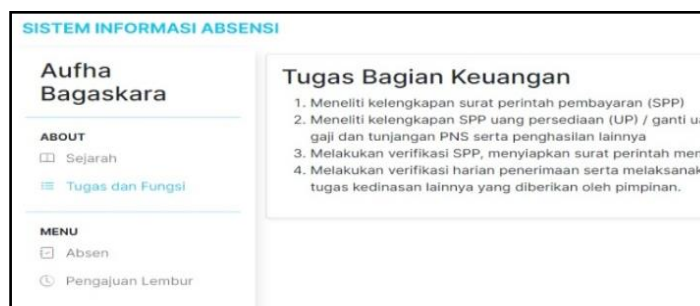 SISTEM INFORMASI ABSENSI
Aufha
Bagaskara
ABOUT
Sejarah
Tugas dan Fungsi
MENU
Absen
Pengajuan Lembur
Tugas Bagian Keuangan
1. Meneliti kelengkapan surat perintah pembayaran (SPP)
2. Meneliti kelengkapan SPP uang persediaan (UP) / ganti
gaji dan tunjangan PNS serta penghasilan lainnya
3. Melakukan verifikasi SPP, menyiapkan surat perintah
4. Melakukan verifikasi harian penerimaan serta
tugas kedinasan lainnya yang diberikan oleh pimpinan.